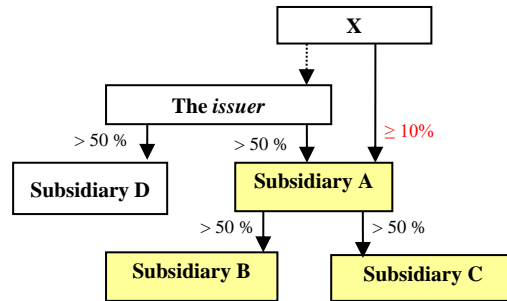 X
The issuer
> 50 %
> 50 %
≥ 10%
Subsidiary D
Subsidiary A
> 50 %
> 50 %
Subsidiary B
Subsidiary C